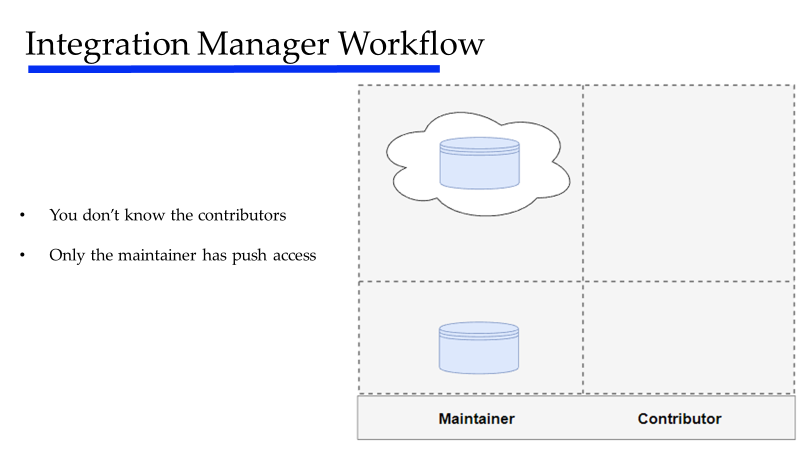 Integration Manager Workflow
• You don’t know the contributors
• Only the maintainer has push access
Maintainer
Contributor